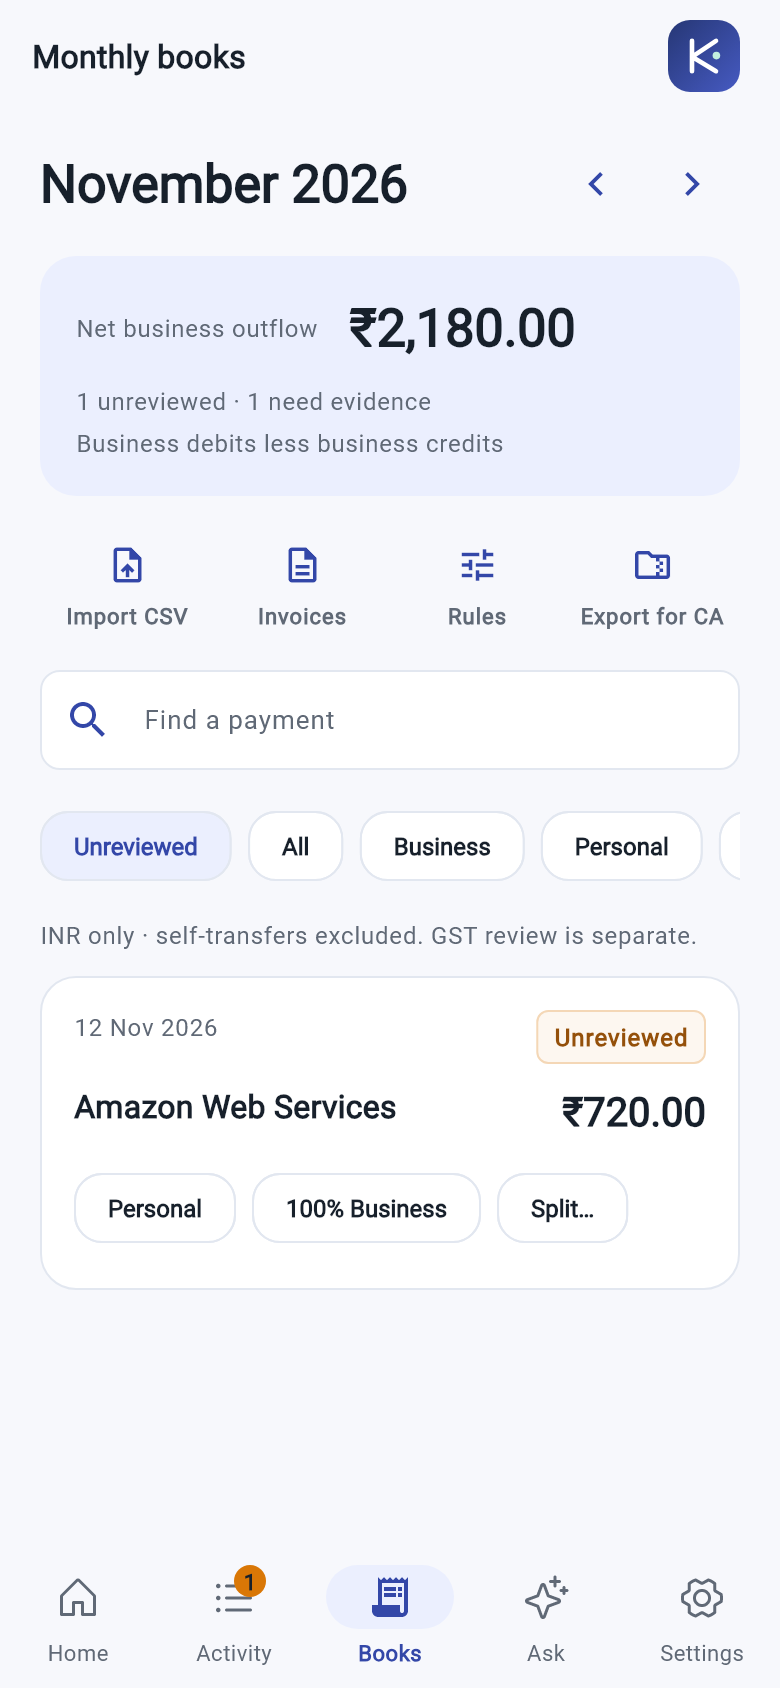 Monthly books
November 2026
Net business outflow ₹2,180.00
1 unreviewed · 1 need evidence
Business debits less business credits
Import CSV Invoices Rules Export for CA
Find a payment
Unreviewed All Business Personal
INR only · self-transfers excluded. GST review is separate.
12 Nov 2026 Unreviewed
Amazon Web Services ₹720.00
Personal 100% Business Split…
1
Home Activity Books Ask Settings